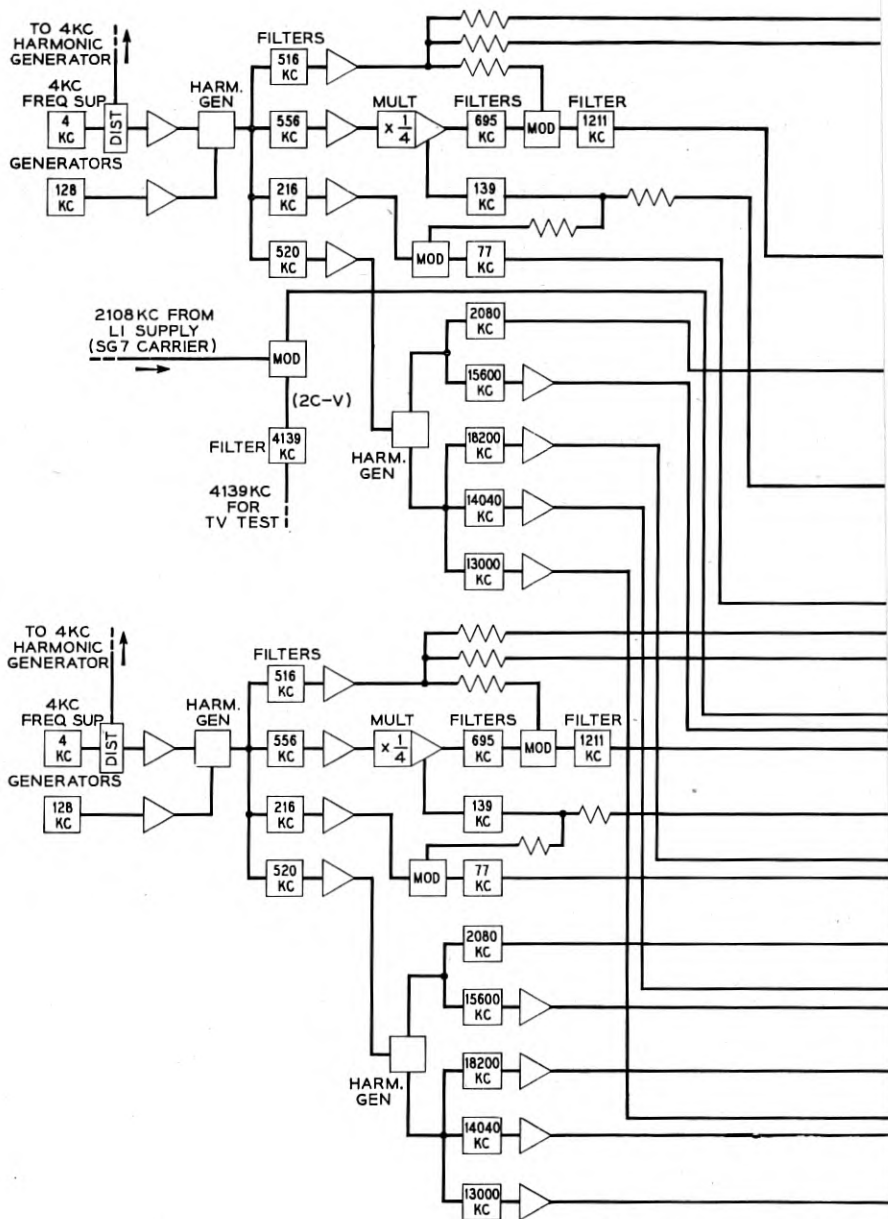 TO 4KC
HARMONIC
GENERATOR
4KC
FREQ SUP
4
KC
DIST
GENERATORS
128
KC
HARM.
GEN
FILTERS
516
KC
556
KC
216
KC
520
KC
MULT
× 1/4
FILTERS
695
KC
MOD
FILTER
1211
KC
139
KC
MOD
77
KC
2108KC FROM
L1 SUPPLY
(SG7 CARRIER)
MOD
(2C-V)
FILTER
4139
KC
4139KC
FOR
TV TEST
HARM.
GEN
2080
KC
15600
KC
18200
KC
14040
KC
13000
KC
TO 4KC
HARMONIC
GENERATOR
4KC
FREQ SUP
4
KC
DIST
GENERATORS
128
KC
HARM.
GEN
FILTERS
516
KC
556
KC
216
KC
520
KC
MULT
× 1/4
FILTERS
695
KC
MOD
FILTER
1211
KC
139
KC
MOD
77
KC
HARM.
GEN
2080
KC
15600
KC
18200
KC
14040
KC
13000
KC